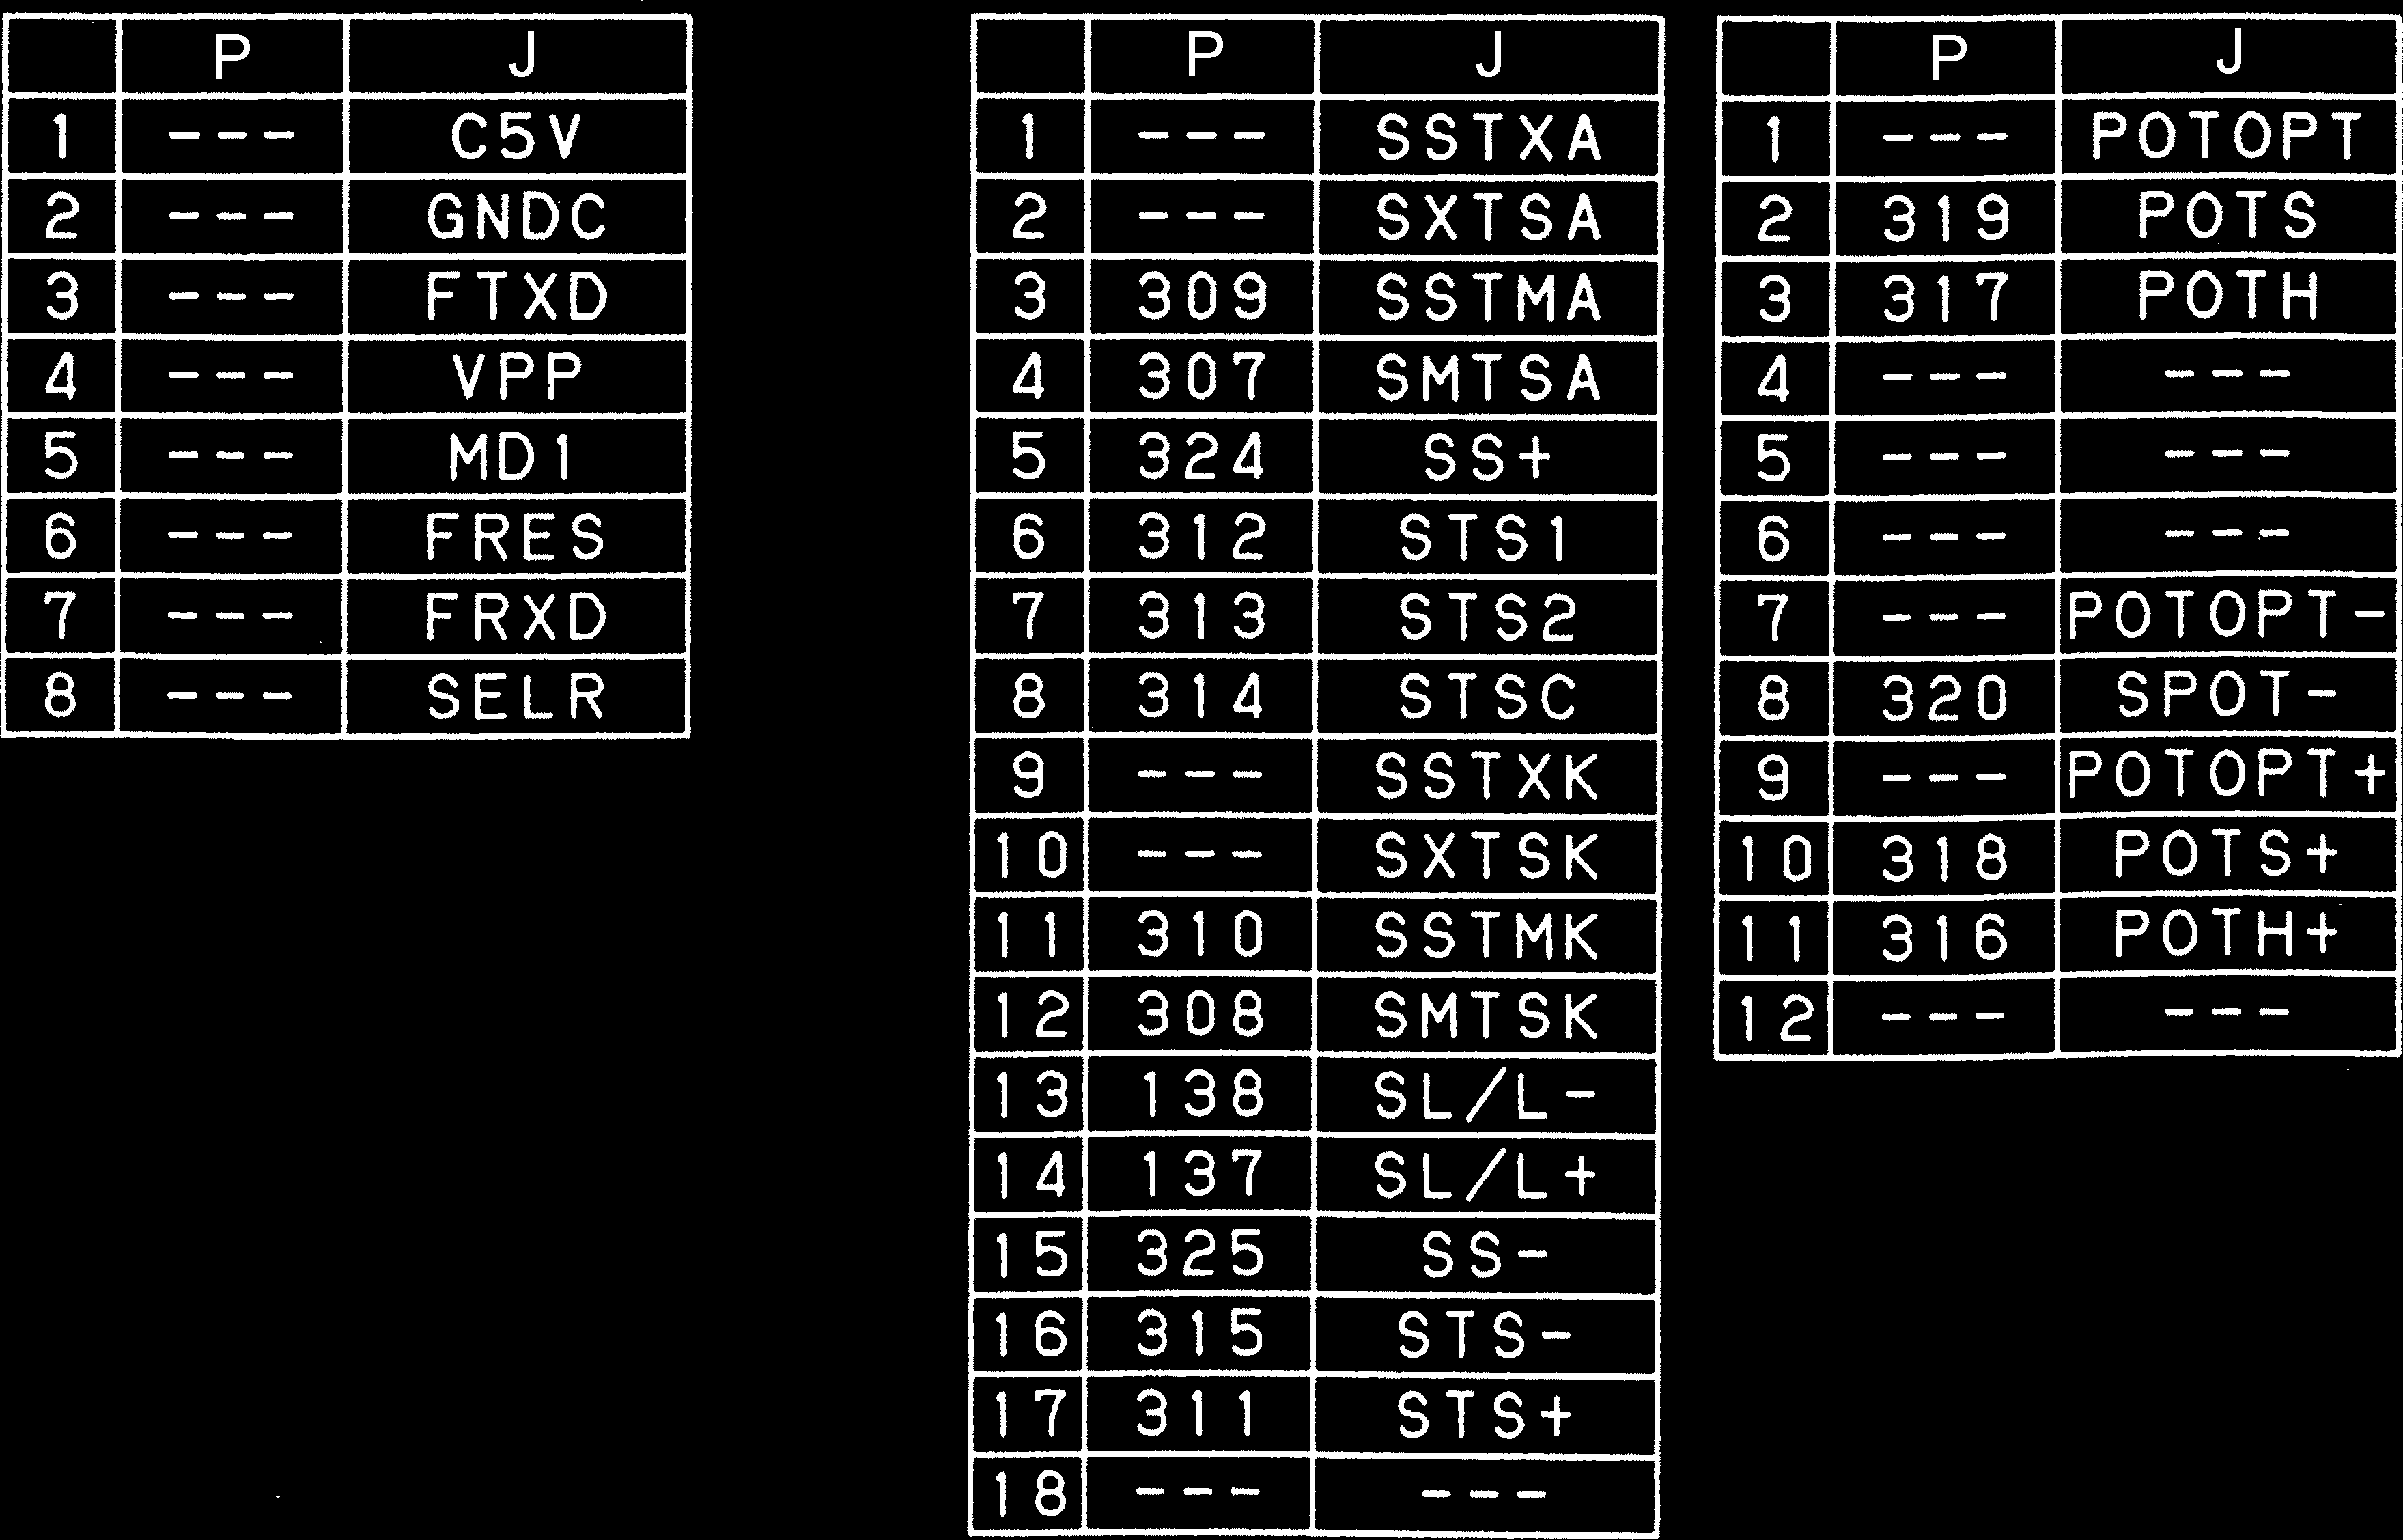 P J
1 --- C5V
2 --- GNDC
3 --- FTXD
4 --- VPP
5 --- MD1
6 --- FRES
7 --- FRXD
8 --- SELR
P J
1 --- SSTXA
2 --- SXTSA
3 309 SSTMA
4 307 SMTSA
5 324 SS+
6 312 STS1
7 313 STS2
8 314 STSC
9 --- SSTXK
10 --- SXTSK
11 310 SSTMK
12 308 SMTSK
13 138 SL/L-
14 137 SL/L+
15 325 SS-
16 315 STS-
17 311 STS+
18 --- ---
P J
1 --- POTOPT
2 319 POTS
3 317 POTH
4 --- ---
5 --- ---
6 --- ---
7 --- POTOPT-
8 320 SPOT-
9 --- POTOPT+
10 318 POTS+
11 316 POTH+
12 --- ---